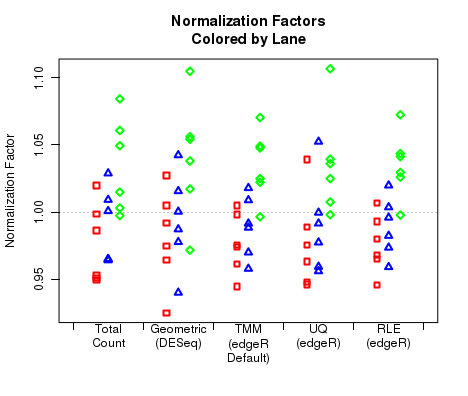 Normalization Factors
Colored by Lane
Normalization Factor
1.10
1.05
1.00
0.95
Total
Count
Geometric
(DESeq)
TMM
(edgeR
Default)
UQ
(edgeR)
RLE
(edgeR)